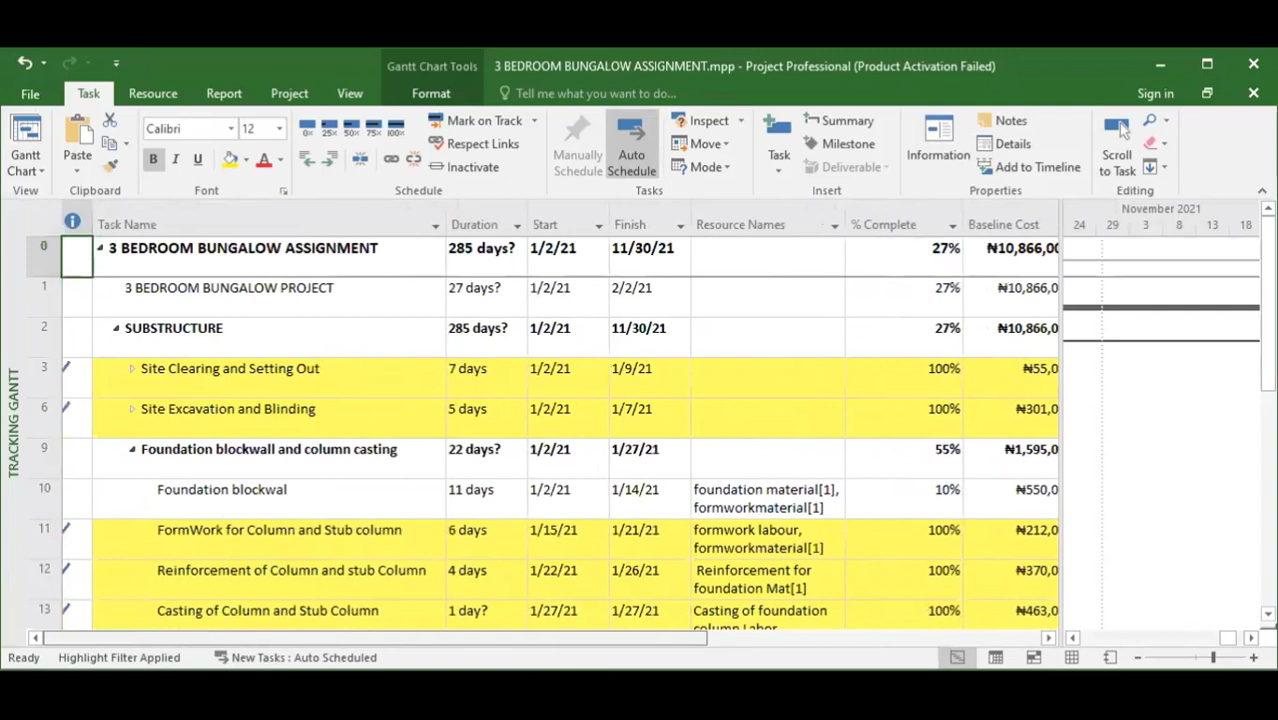 Gantt Chart Tools
3 BEDROOM BUNGALOW ASSIGNMENT.mpp - Project Professional (Product Activation Failed)
File Task Resource Report Project View Format Tell me what you want to do... Sign in
Gantt Chart
View
Paste
Clipboard
Calibri 12
B I U A
Font
0% 25% 50% 75% 100%
Mark on Track
Respect Links
Inactivate
Schedule
Manually Schedule
Auto Schedule
Inspect
Move
Mode
Tasks
Task
Summary
Milestone
Deliverable
Insert
Information
Notes
Details
Add to Timeline
Properties
Scroll to Task
Editing
TRACKING GANTT
November 2021
Task Name Duration Start Finish Resource Names % Complete Baseline Cost 24 29 3 8 13 18
0 3 BEDROOM BUNGALOW ASSIGNMENT 285 days? 1/2/21 11/30/21 27% ₦10,866,00
1 3 BEDROOM BUNGALOW PROJECT 27 days? 1/2/21 2/2/21 27% ₦10,866,0
2 SUBSTRUCTURE 285 days? 1/2/21 11/30/21 27% ₦10,866,0
3 Site Clearing and Setting Out 7 days 1/2/21 1/9/21 100% ₦55,0
6 Site Excavation and Blinding 5 days 1/2/21 1/7/21 100% ₦301,0
9 Foundation blockwall and column casting 22 days? 1/2/21 1/27/21 55% ₦1,595,0
10 Foundation blockwal 11 days 1/2/21 1/14/21 foundation material[1], 10% ₦550,0
formworkmaterial[1]
11 FormWork for Column and Stub column 6 days 1/15/21 1/21/21 formwork labour, 100% ₦212,0
formworkmaterial[1]
12 Reinforcement of Column and stub Column 4 days 1/22/21 1/26/21 Reinforcement for 100% ₦370,0
foundation Mat[1]
13 Casting of Column and Stub Column 1 day? 1/27/21 1/27/21 Casting of foundation 100% ₦463,0
column Labor
Ready Highlight Filter Applied New Tasks : Auto Scheduled